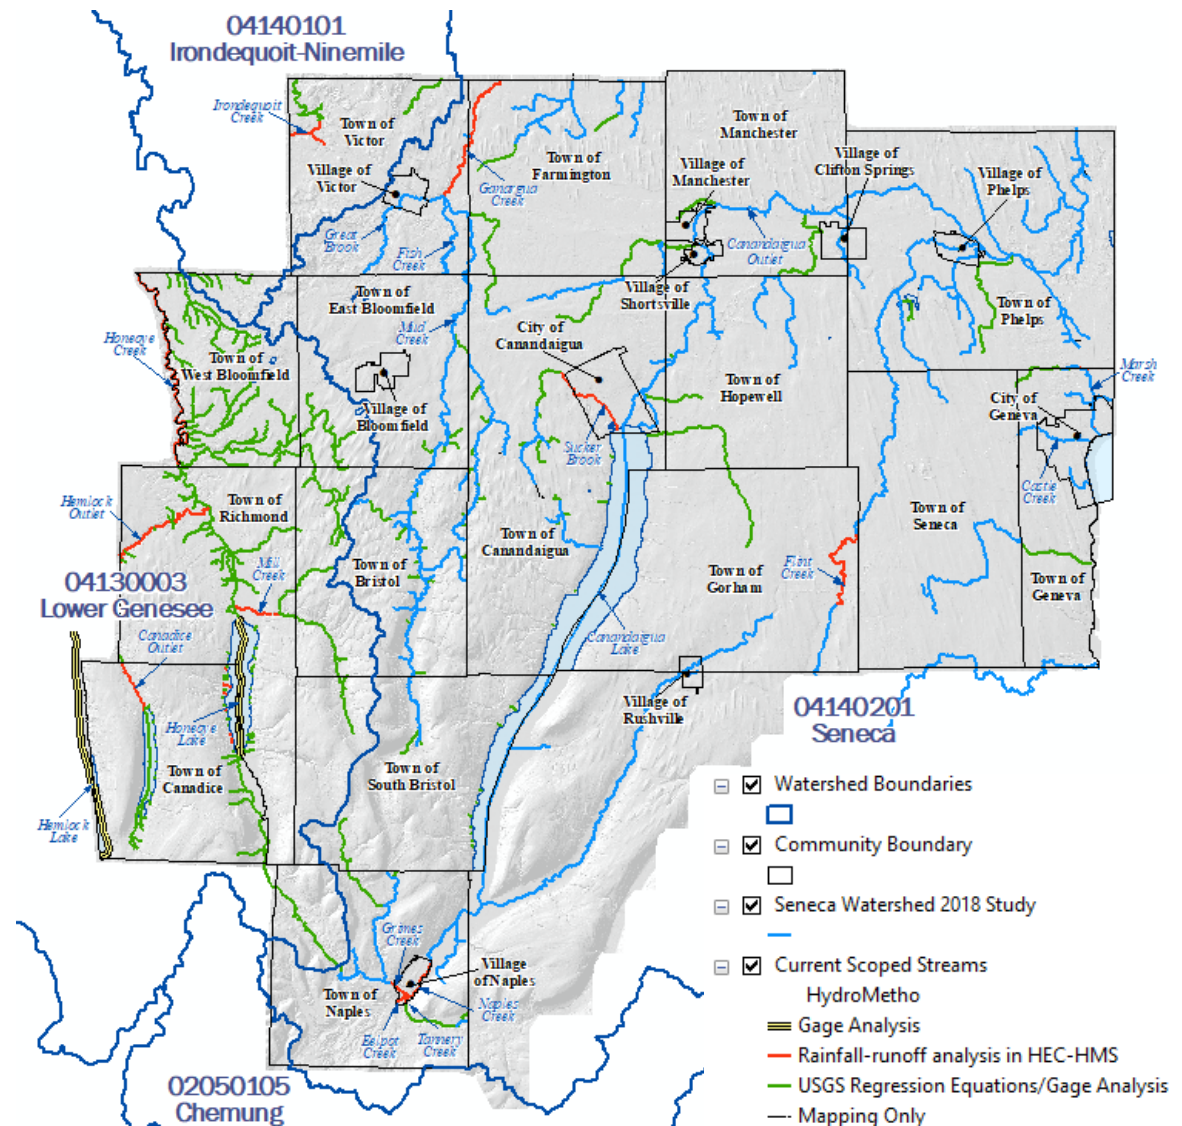 04140101
Irondequoit-Ninemile
Irondequoit
Creek
Town of
Victor
Village of
Victor
Great
Brook
Fish
Creek
Ganargua
Creek
Town of
Farmington
Town of
Manchester
Village of
Manchester
Village of
Clifton Springs
Village of
Phelps
Canandaigua
Outlet
Village of
Shortsville
Town of
Phelps
Town of
East Bloomfield
Mud
Creek
City of
Canandaigua
Honeoye
Creek
Town of
West Bloomfield
Village of
Bloomfield
Town of
Hopewell
Marsh
Creek
City of
Geneva
Sucker
Brook
Castle
Creek
Hemlock
Outlet
Town of
Richmond
Town of
Canandaigua
Town of
Seneca
Mill
Creek
Town of
Bristol
Town of
Gorham
Flint
Creek
Town of
Geneva
04130003
Lower Genesee
Canadice
Outlet
Canandaigua
Lake
Village of
Rushville
04140201
Seneca
Honeoye
Lake
Town of
Canadice
Town of
South Bristol
Hemlock
Lake
Grimes
Creek
Village
of Naples
Town of
Naples
Naples
Creek
Eelpot
Creek
Tannery
Creek
02050105
Chemung
Watershed Boundaries
Community Boundary
Seneca Watershed 2018 Study
Current Scoped Streams
HydroMetho
Gage Analysis
Rainfall-runoff analysis in HEC-HMS
USGS Regression Equations/Gage Analysis
Mapping Only